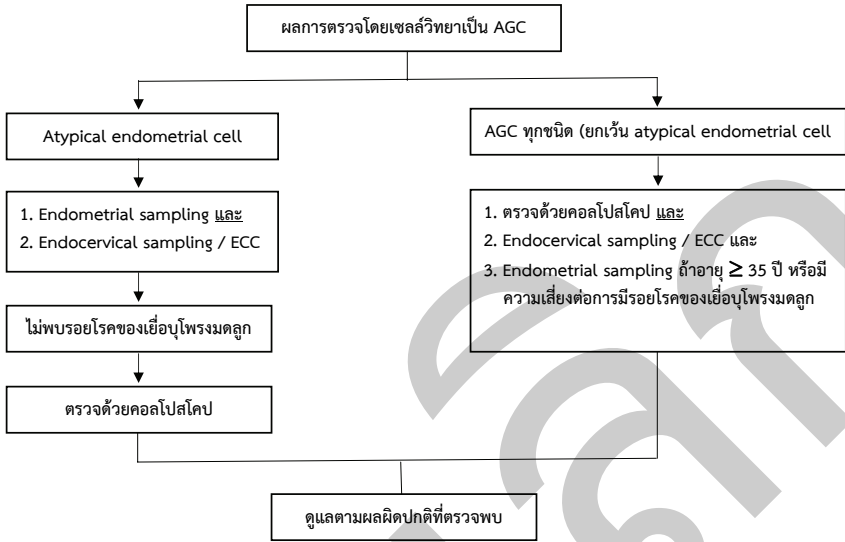 ผลการตรวจโดยเซลล์วิทยาเป็น AGC
Atypical endometrial cell
AGC ทุกชนิด (ยกเว้น atypical endometrial cell
1. Endometrial sampling และ
2. Endocervical sampling / ECC
1. ตรวจด้วยคอลโปสโคป และ
2. Endocervical sampling / ECC และ
3. Endometrial sampling ถ้าอายุ ≥ 35 ปี หรือมี
ความเสี่ยงต่อการมีรอยโรคของเยื่อบุโพรงมดลูก
ไม่พบรอยโรคของเยื่อบุโพรงมดลูก
ตรวจด้วยคอลโปสโคป
ดูแลตามผลผิดปกติที่ตรวจพบ